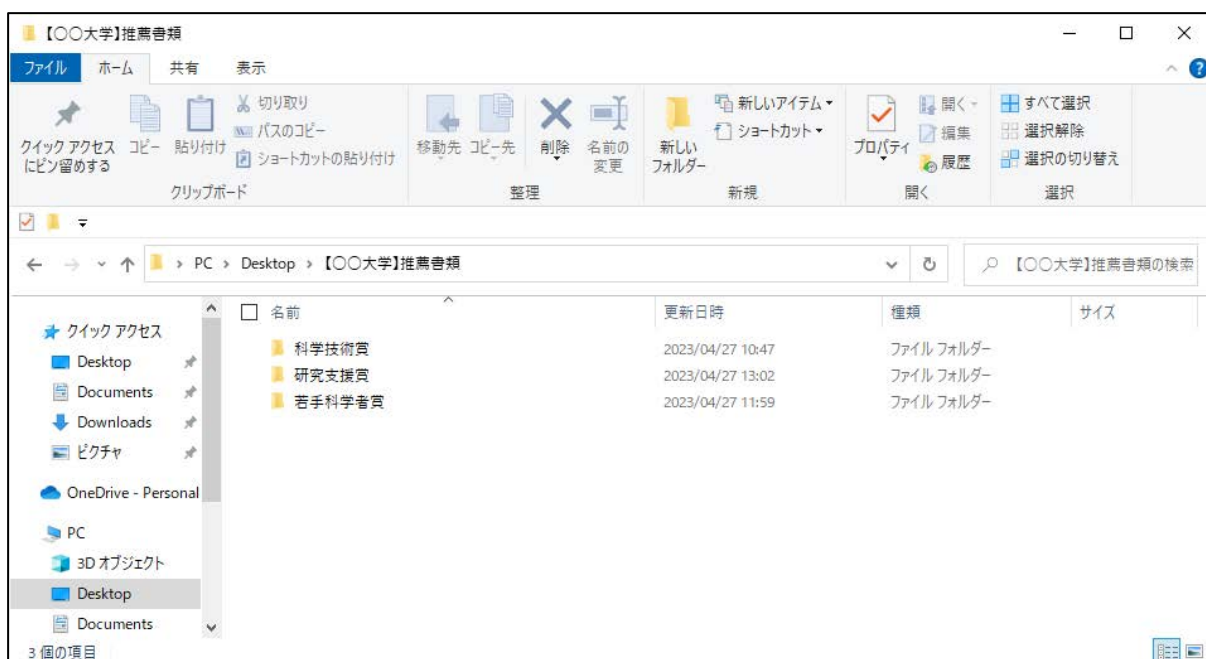 【〇〇大学】推薦書類
ファイル ホーム 共有 表示
クイック アクセス
にピン留めする
コピー
貼り付け
切り取り
パスのコピー
ショートカットの貼り付け
クリップボード
移動先
コピー先
削除
名前の
変更
整理
新しい
フォルダー
新しいアイテム
ショートカット
新規
プロパティ
開く
編集
履歴
開く
すべて選択
選択解除
選択の切り替え
選択
PC › Desktop › 【〇〇大学】推薦書類
【〇〇大学】推薦書類の検索
クイック アクセス
Desktop
Documents
Downloads
ピクチャ
OneDrive - Personal
PC
3D オブジェクト
Desktop
Documents
名前 更新日時 種類 サイズ
科学技術賞 2023/04/27 10:47 ファイル フォルダー
研究支援賞 2023/04/27 13:02 ファイル フォルダー
若手科学者賞 2023/04/27 11:59 ファイル フォルダー
3 個の項目